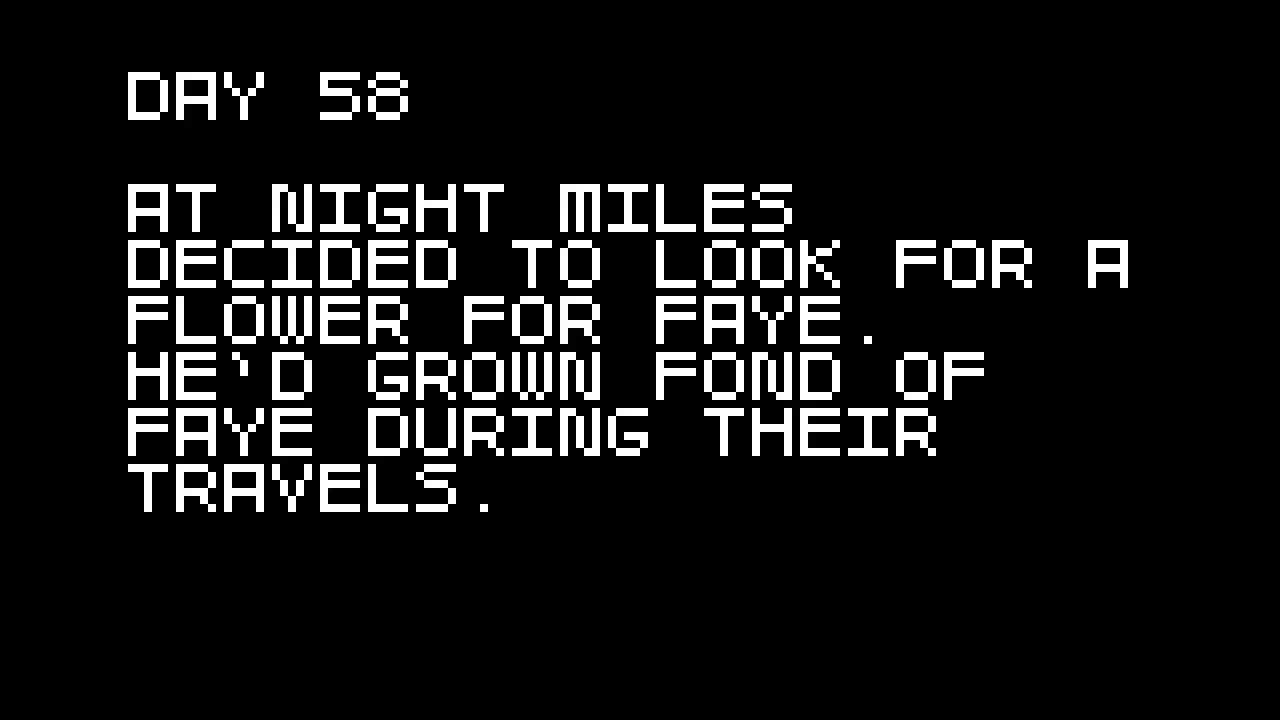 DAY 58
AT NIGHT MILES
DECIDED TO LOOK FOR A
FLOWER FOR FAYE.
HE'D GROWN FOND OF
FAYE DURING THEIR
TRAVELS.